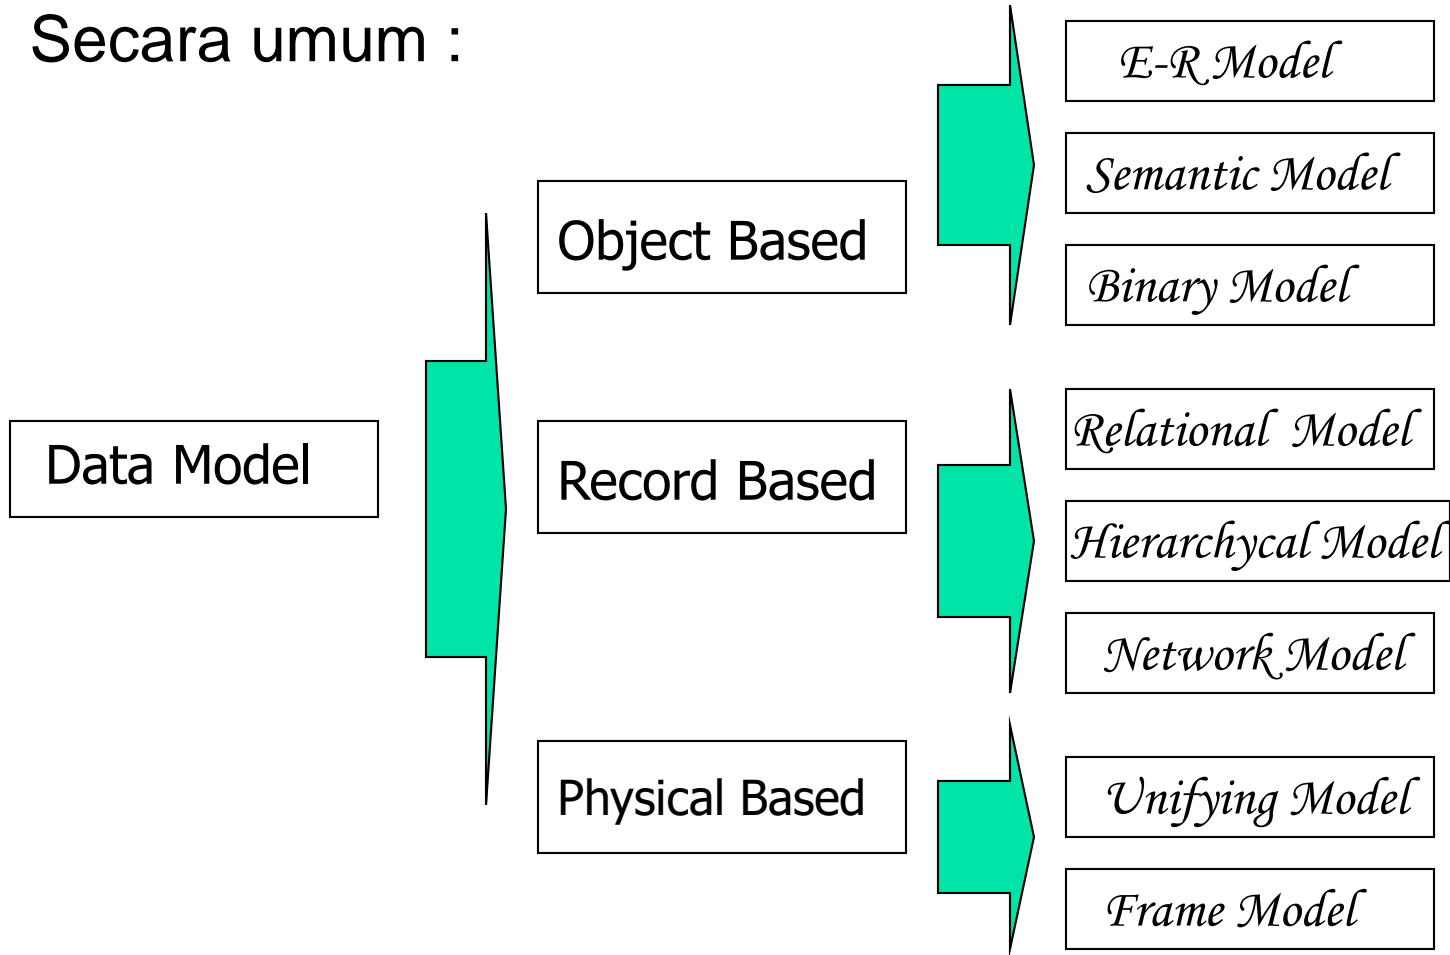 Secara umum :
Data Model
Object Based
E-R Model
Semantic Model
Binary Model
Record Based
Relational Model
Hierarchycal Model
Network Model
Physical Based
Unifying Model
Frame Model